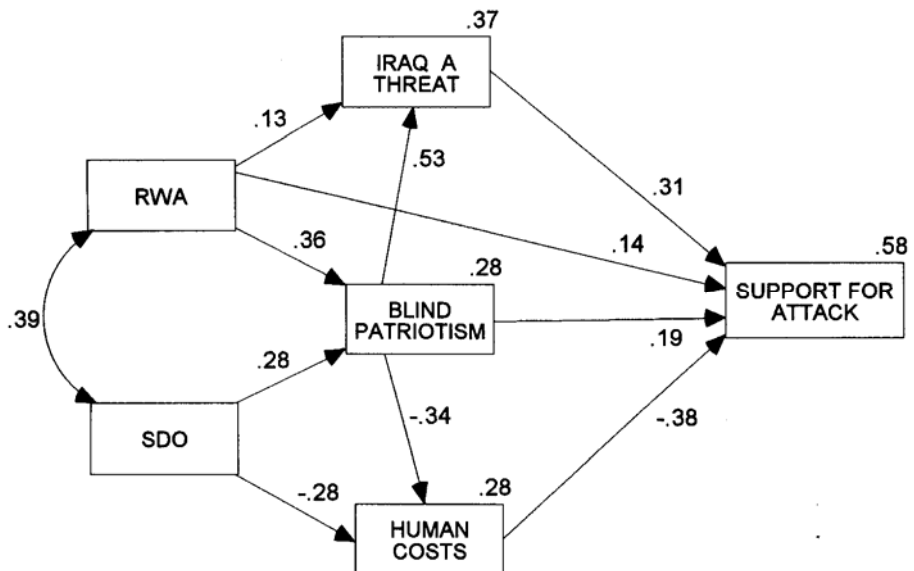 .37
IRAQ A
THREAT
.13
.53
RWA
.31
.36
.14
.28
.58
BLIND
PATRIOTISM
SUPPORT FOR
ATTACK
.39
.28
.19
-.34
-.38
SDO
-.28
.28
HUMAN
COSTS